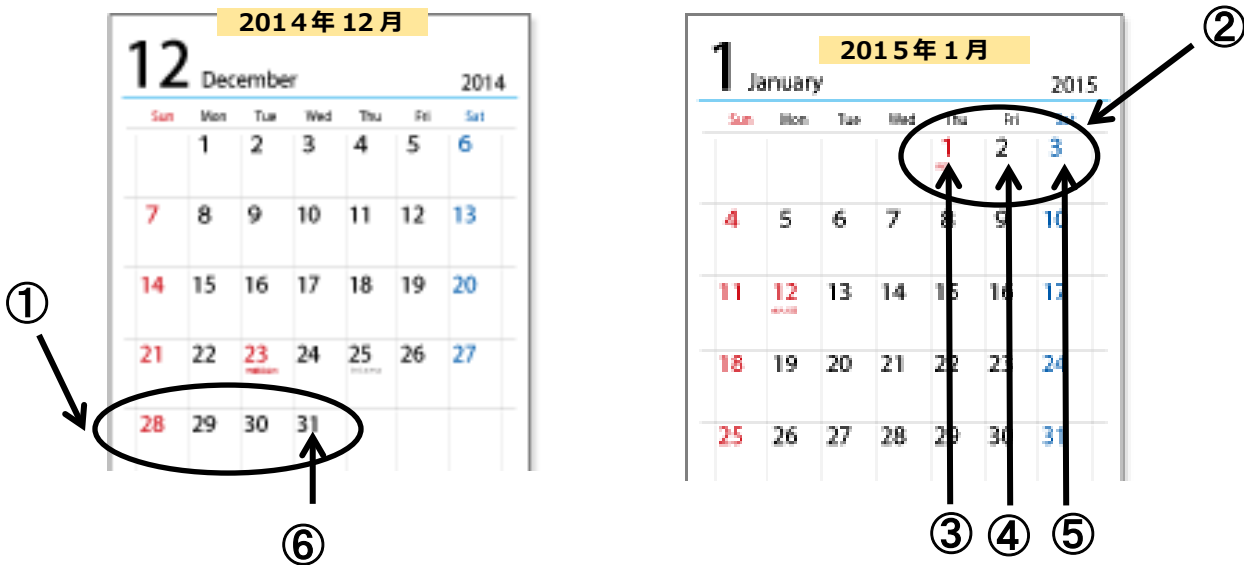 2014年 12 月
12 December 2014
Sun Mon Tue Wed Thu Fri Sat
1 2 3 4 5 6
7 8 9 10 11 12 13
14 15 16 17 18 19 20
21 22 23 24 25 26 27
28 29 30 31
①
⑥
2015年 1 月
1 January 2015
Sun Mon Tue Wed Thu Fri Sat
1 2 3
4 5 6 7 8 9 10
11 12 13 14 15 16 17
18 19 20 21 22 23 24
25 26 27 28 29 30 31
②
③ ④ ⑤